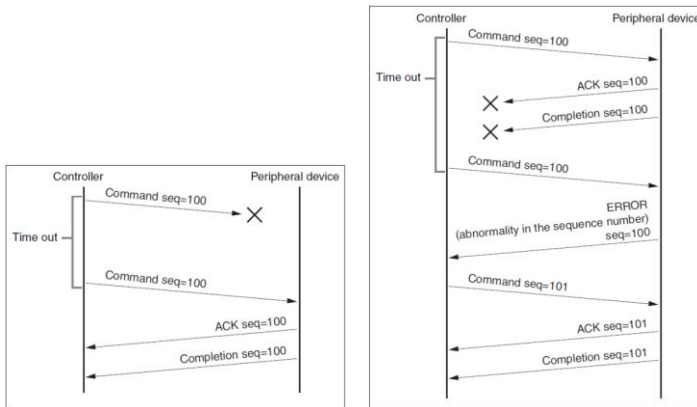 Controller
Peripheral device
Command seq=100
Time out
Command seq=100
ACK seq=100
Completion seq=100
Controller
Peripheral device
Command seq=100
Time out
ACK seq=100
Completion seq=100
Command seq=100
ERROR
(abnormality in the sequence number)
seq=100
Command seq=101
ACK seq=101
Completion seq=101